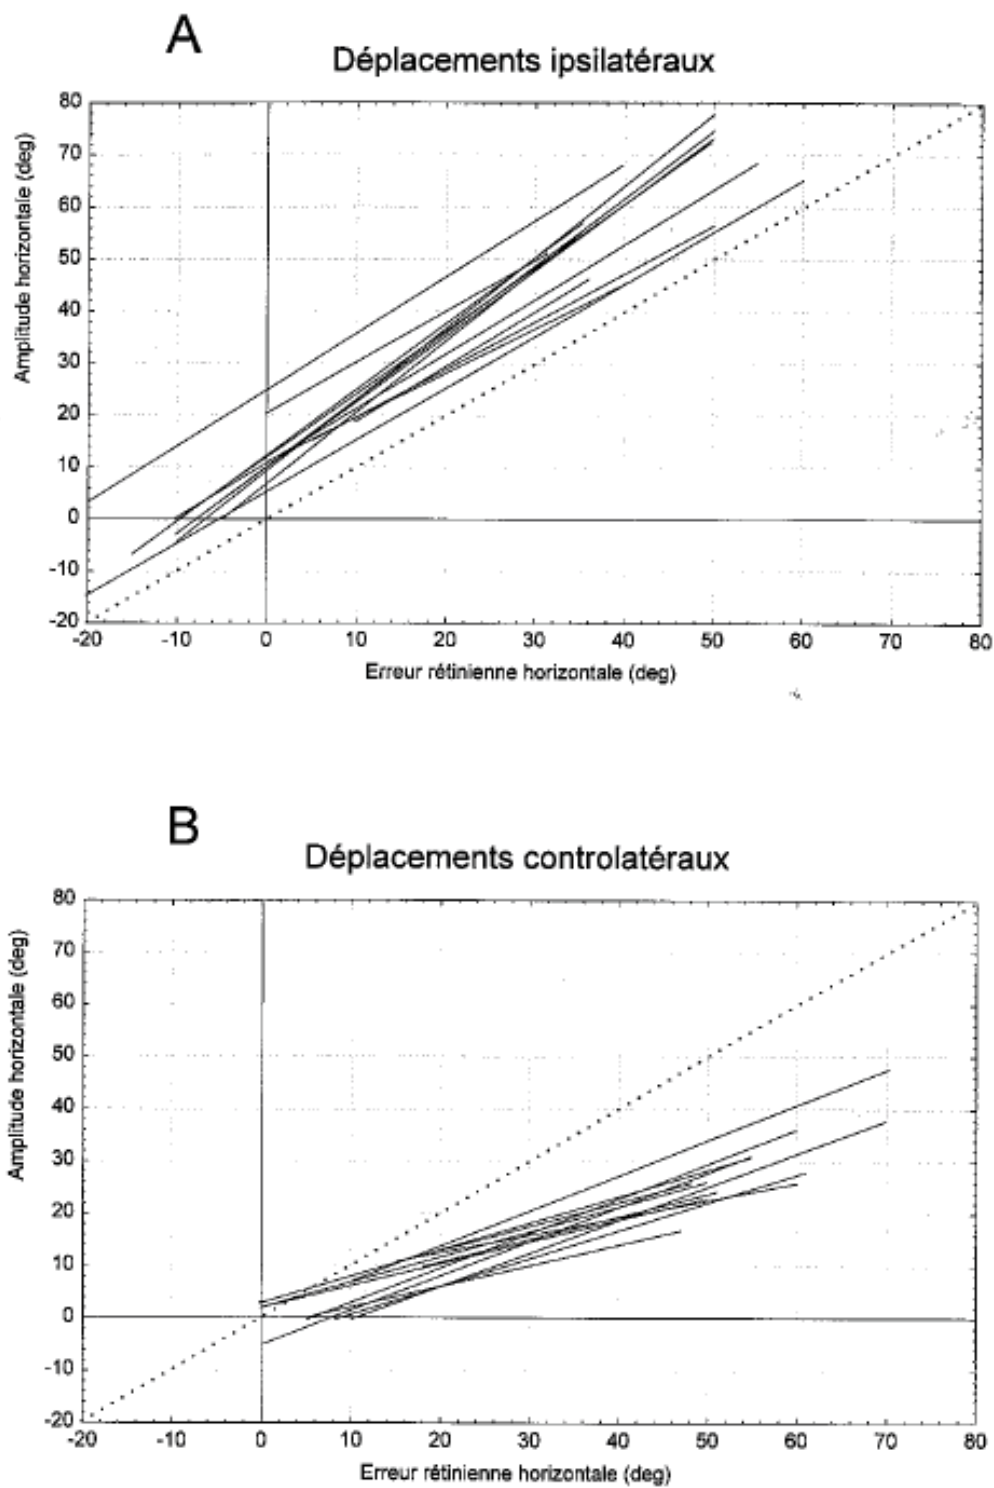 A
Déplacements ipsilatéraux
Amplitude horizontale (deg)
80
70
60
50
40
30
20
10
0
-10
-20
-20 -10 0 10 20 30 40 50 60 70 80
Erreur rétinienne horizontale (deg)
B
Déplacements controlatéraux
Amplitude horizontale (deg)
80
70
60
50
40
30
20
10
0
-10
-20
-20 -10 0 10 20 30 40 50 60 70 80
Erreur rétinienne horizontale (deg)